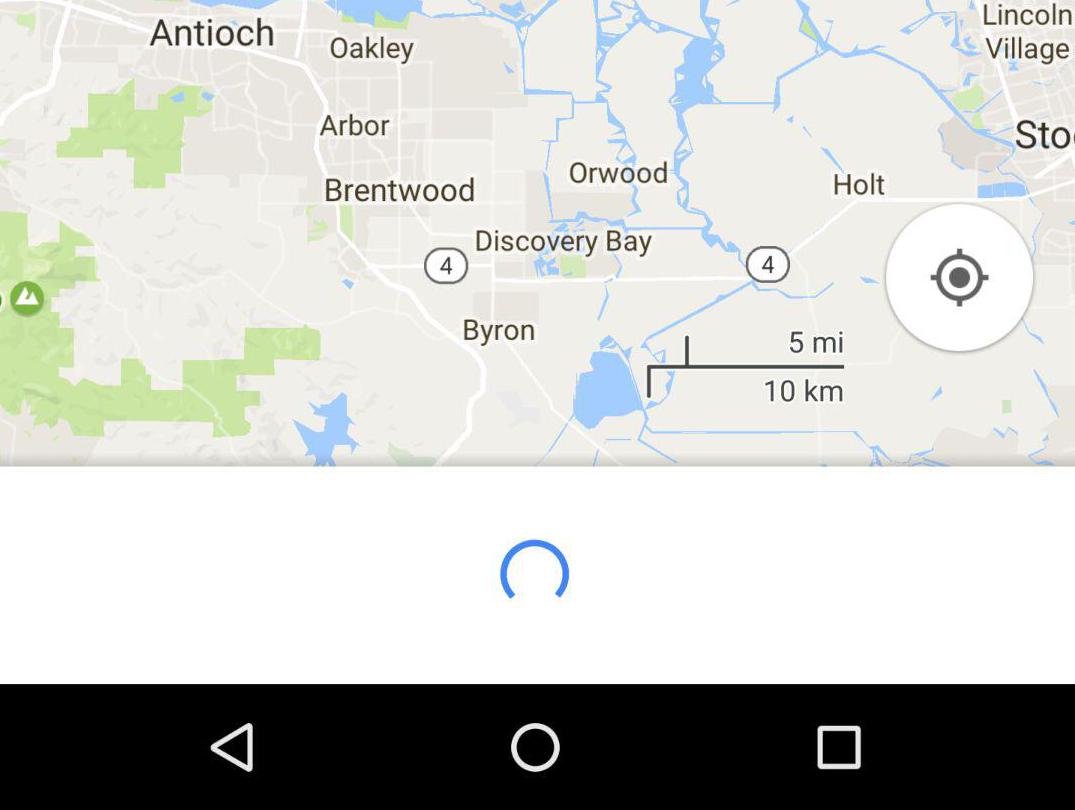 Lincoln
Village
Antioch
Oakley
Arbor
Sto
Orwood
Holt
Brentwood
Discovery Bay
4
4
Byron
5 mi
10 km